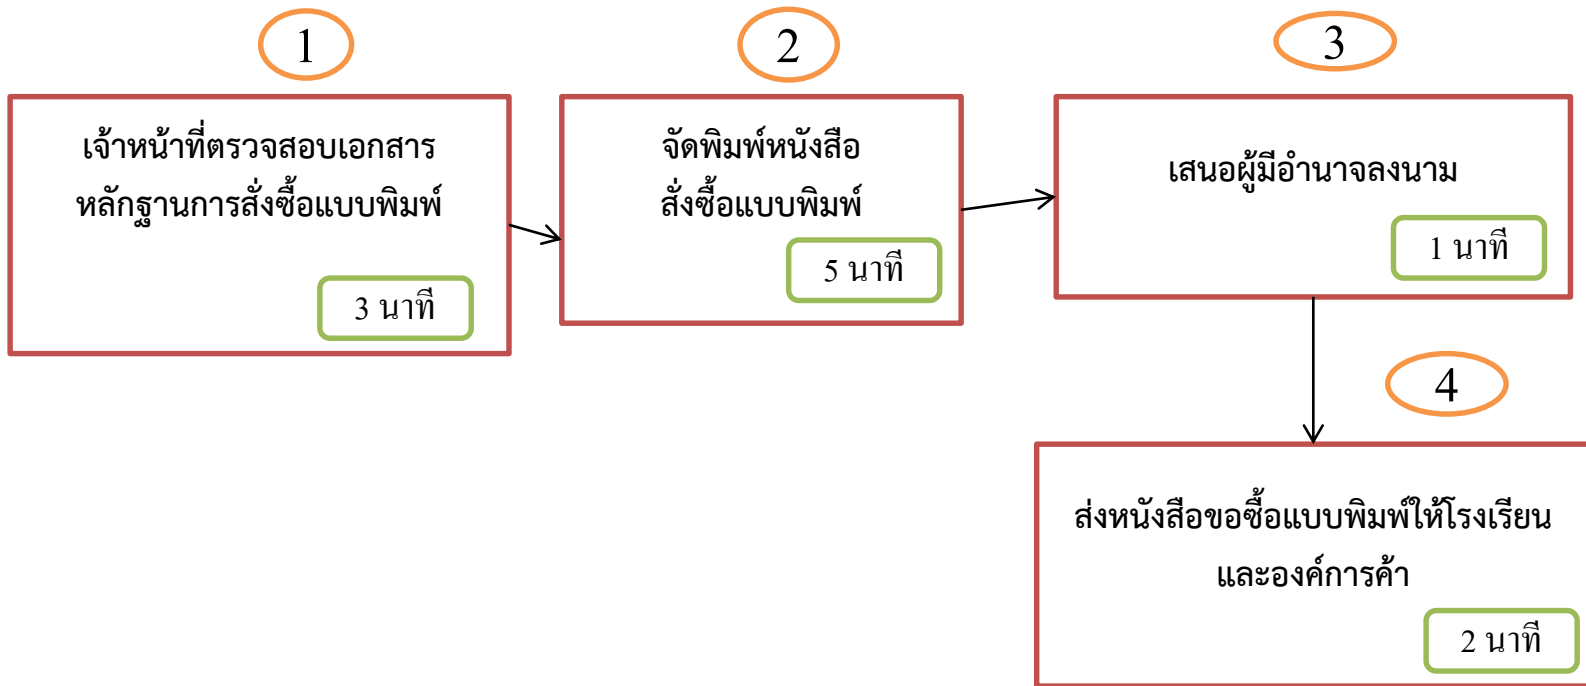 1
เจ้าหน้าที่ตรวจสอบเอกสาร
หลักฐานการสั่งซื้อแบบพิมพ์
3 นาที
2
จัดพิมพ์หนังสือ
สั่งซื้อแบบพิมพ์
5 นาที
3
เสนอผู้มีอำนาจลงนาม
1 นาที
4
ส่งหนังสือขอซื้อแบบพิมพ์ให้โรงเรียน
และองค์การค้า
2 นาที